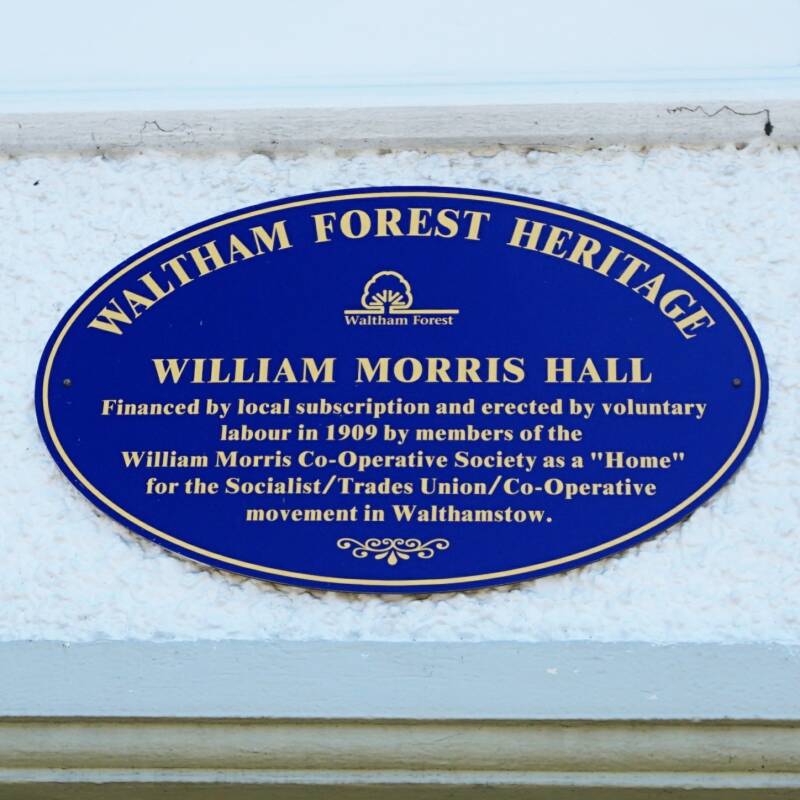 WALTHAM FOREST HERITAGE
Waltham Forest
WILLIAM MORRIS HALL
Financed by local subscription and erected by voluntary
labour in 1909 by members of the
William Morris Co-Operative Society as a "Home"
for the Socialist/Trades Union/Co-Operative
movement in Walthamstow.